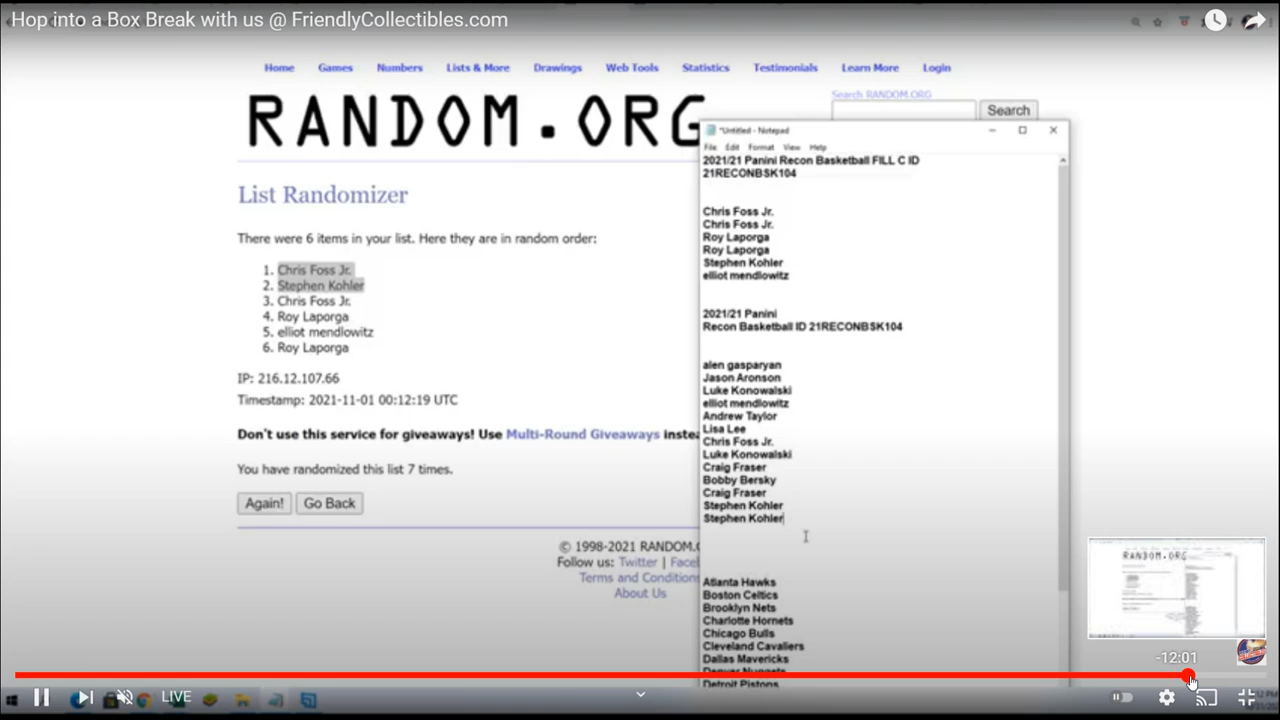 Hop into a Box Break with us @ FriendlyCollectibles.com
Home Games Numbers Lists & More Drawings Web Tools Statistics Testimonials Learn More Login
Search RANDOM.ORG
Search
RANDOM.ORG
List Randomizer
There were 6 items in your list. Here they are in random order:
1. Chris Foss Jr.
2. Stephen Kohler
3. Chris Foss Jr.
4. Roy Laporga
5. elliot mendlowitz
6. Roy Laporga
IP: 216.12.107.66
Timestamp: 2021-11-01 00:12:19 UTC
Don't use this service for giveaways! Use Multi-Round Giveaways inste
You have randomized this list 7 times.
Again! Go Back
© 1998-2021 RANDOM.
Follow us: Twitter | Face
Terms and Condition
About Us
*Untitled - Notepad
File Edit Format View Help
2021/21 Panini Recon Basketball FILL C ID
21RECONBSK104
Chris Foss Jr.
Chris Foss Jr.
Roy Laporga
Roy Laporga
Stephen Kohler
elliot mendlowitz
2021/21 Panini
Recon Basketball ID 21RECONBSK104
alen gasparyan
Jason Aronson
Luke Konowalski
elliot mendlowitz
Andrew Taylor
Lisa Lee
Chris Foss Jr.
Luke Konowalski
Craig Fraser
Bobby Bersky
Craig Fraser
Stephen Kohler
Stephen Kohler
Atlanta Hawks
Boston Celtics
Brooklyn Nets
Charlotte Hornets
Chicago Bulls
Cleveland Cavaliers
Dallas Mavericks
Denver Nuggets
Detroit Pistons
RANDOM.ORG
-12:01
LIVE